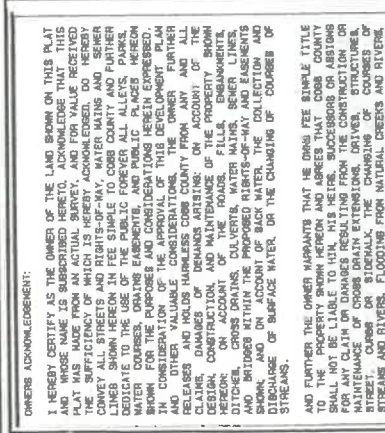 OWNERS ACKNOWLEDGEMENT:
I HEREBY CERTIFY AS THE OWNER OF THE LAND SHOWN ON THIS PLAT
AND WHOSE NAME IS SUBSCRIBED HERETO, ACKNOWLEDGE THAT THIS
PLAT WAS MADE FROM AN ACTUAL SURVEY, AND FOR VALUE RECEIVED
THE SUFFICIENCY OF WHICH IS HEREBY ACKNOWLEDGED, DO HEREBY
CONVEY ALL STREETS AND RIGHTS-OF-WAY, WATER MAINS AND SEWER
LINES SHOWN HEREON IN FEE SIMPLE TO COBB COUNTY AND FURTHER
DEDICATE TO THE USE OF THE PUBLIC FOREVER ALL ALLEYS, PARKS,
WATER COURSES, DRAINS EASEMENTS, AND PUBLIC PLACES HEREON
SHOWN FOR THE PURPOSES AND CONSIDERATIONS HEREIN EXPRESSED.
IN CONSIDERATION OF THE APPROVAL OF THIS DEVELOPMENT PLAN
AND OTHER VALUABLE CONSIDERATIONS, THE OWNER FURTHER
RELEASES AND HOLDS HARMLESS COBB COUNTY FROM ANY AND ALL
CLAIMS, DAMAGES OF DEMANDS ARISING; ON ACCOUNT OF THE
DESIGN, CONSTRUCTION AND MAINTENANCE OF THE PROPERTY SHOWN
HEREON; ON ACCOUNT OF THE ROADS, FILLS, EMBANKMENTS,
DITCHES, CROSS DRAINS, CULVERTS, WATER MAINS, SEWER LINES,
AND BRIDGES WITHIN THE PROPOSED RIGHTS-OF-WAY AND EASEMENTS
SHOWN; AND ON ACCOUNT OF BACK WATER, THE COLLECTION AND
DISCHARGE OF SURFACE WATER, OR THE CHANGING OF COURSES OF
STREAMS.
AND FURTHER THE OWNER WARRANTS THAT HE OWNS FEE SIMPLE TITLE
TO THE PROPERTY SHOWN HEREON AND AGREES THAT COBB COUNTY
SHALL NOT BE LIABLE TO HIM, HIS HEIRS, SUCCESSORS OR ASSIGNS
FOR ANY CLAIM OR DAMAGES RESULTING FROM THE CONSTRUCTION OR
MAINTENANCE OF CROSS DRAIN EXTENSIONS, DRIVES, STRUCTURES,
STREET, CURBS OR SIDEWALK, THE CHANGING OF COURSES OF
STREAMS AND RIVERS, FLOODING FROM NATURAL CREEKS AND RIVERS,